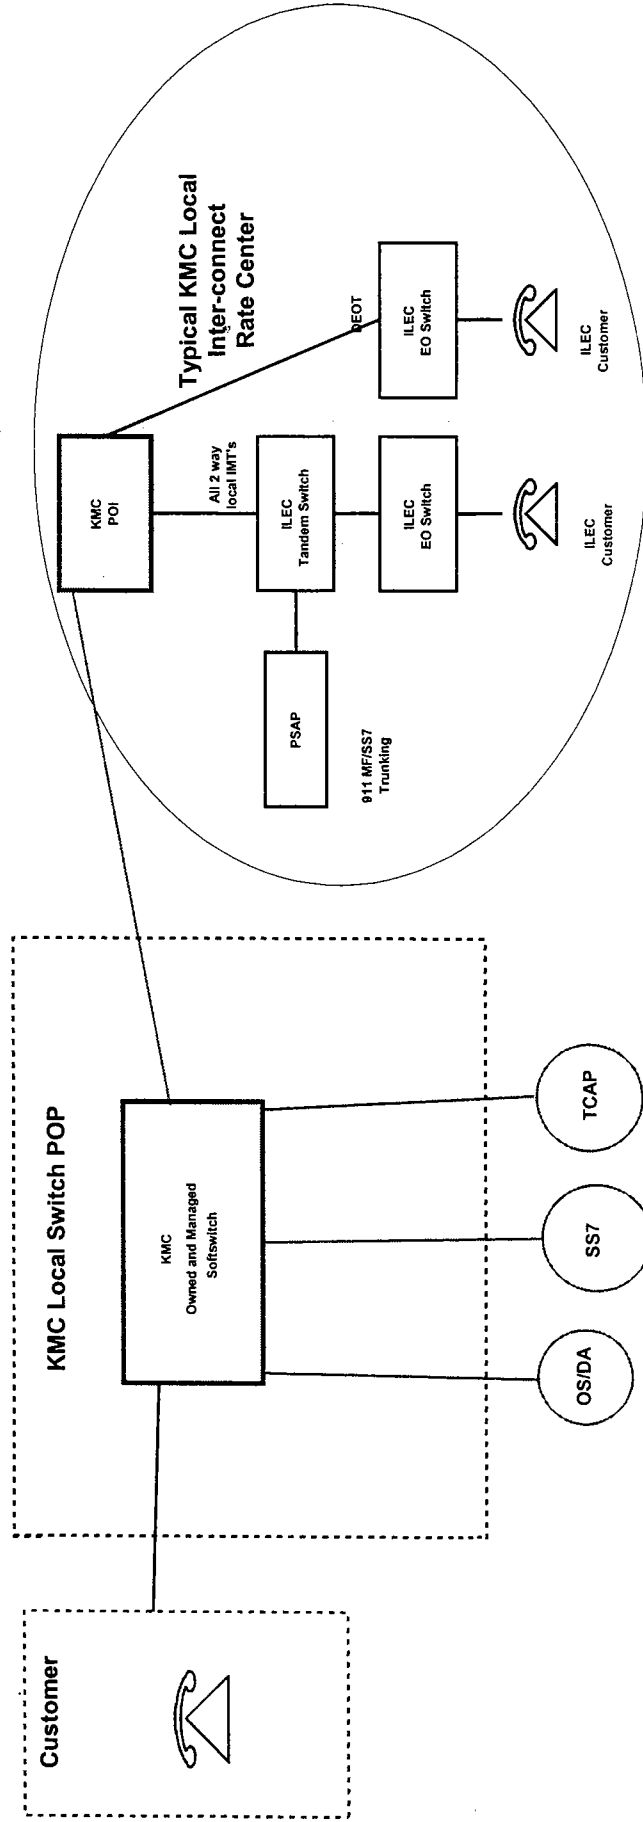 Customer
KMC Local Switch POP
KMC
Owned and Managed
Softswitch
OS/DA
SS7
TCAP
Typical KMC Local
Inter-connect
Rate Center
KMC
POI
All 2 way
local IMT's
DEOT
PSAP
911 MF/SS7
Trunking
ILEC
Tandem Switch
ILEC
EO Switch
ILEC
EO Switch
ILEC
Customer
ILEC
Customer